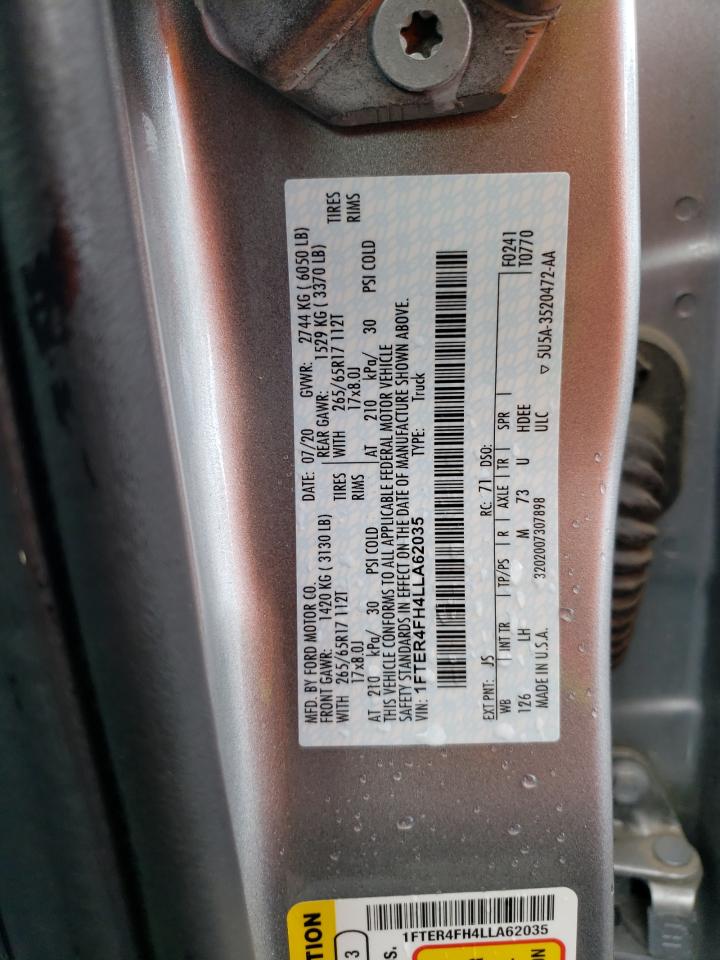 MFD. BY FORD MOTOR CO. DATE: 07/20 GVWR: 2744 KG ( 6050 LB)
FRONT GAWR: 1420 KG ( 3130 LB) REAR GAWR: 1529 KG ( 3370 LB)
WITH 265/65R17 112T TIRES WITH 265/65R17 112T TIRES
17x8.0J RIMS 17x8.0J RIMS
AT 210 kPa/ 30 PSI COLD AT 210 kPa/ 30 PSI COLD
THIS VEHICLE CONFORMS TO ALL APPLICABLE FEDERAL MOTOR VEHICLE
SAFETY STANDARDS IN EFFECT ON THE DATE OF MANUFACTURE SHOWN ABOVE.
VIN: 1FTER4FH4LLA62035 TYPE: Truck
EXT PNT: JS RC: 71 DSO: F0241
WB INT TR TP/PS R AXLE TR SPR T0770
126 LH M 73 U HDEE
ULC
MADE IN U.S.A. 3202007307898 5U5A-3520472-AA
TION
3
S.
1FTER4FH4LLA62035